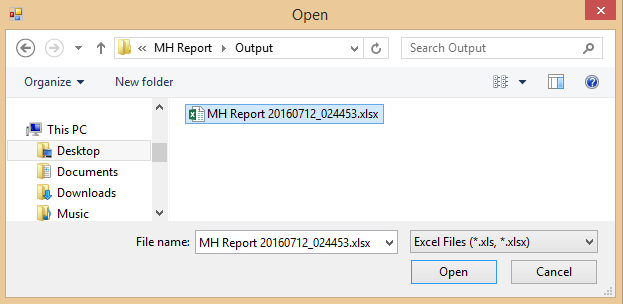 Open
« MH Report Output
Search Output
Organize New folder
MH Report 20160712_024453.xlsx
This PC
Desktop
Documents
Downloads
Music
File name: MH Report 20160712_024453.xlsx Excel Files (*.xls, *.xlsx)
Open Cancel